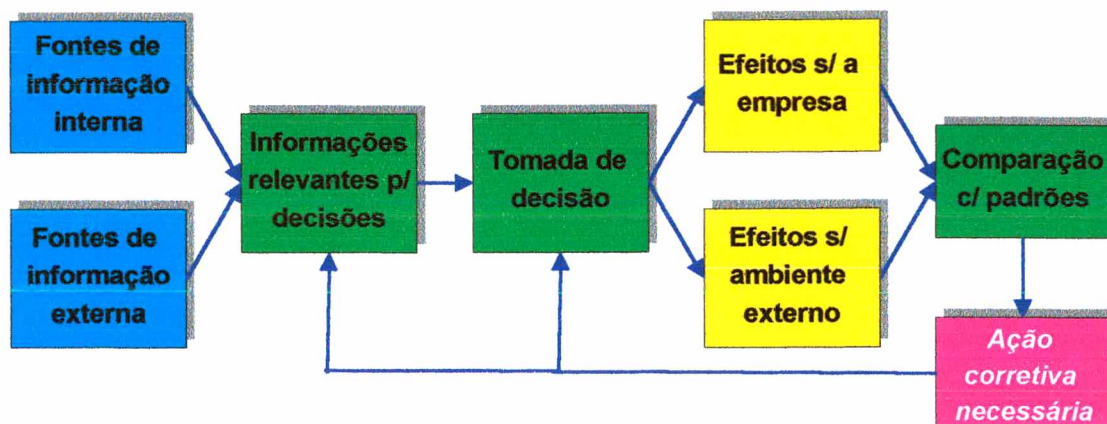 Fontes de
informação
interna
Fontes de
informação
externa
Informações
relevantes p/
decisões
Tomada de
decisão
Efeitos s/ a
empresa
Efeitos s/
ambiente
externo
Comparação
c/ padrões
Ação
corretiva
necessária